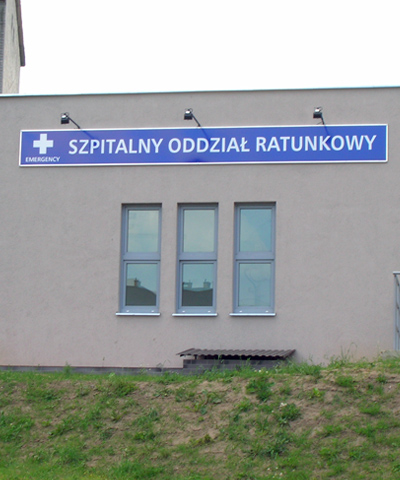 SZPITALNY ODDZIAŁ RATUNKOWY
EMERGENCY